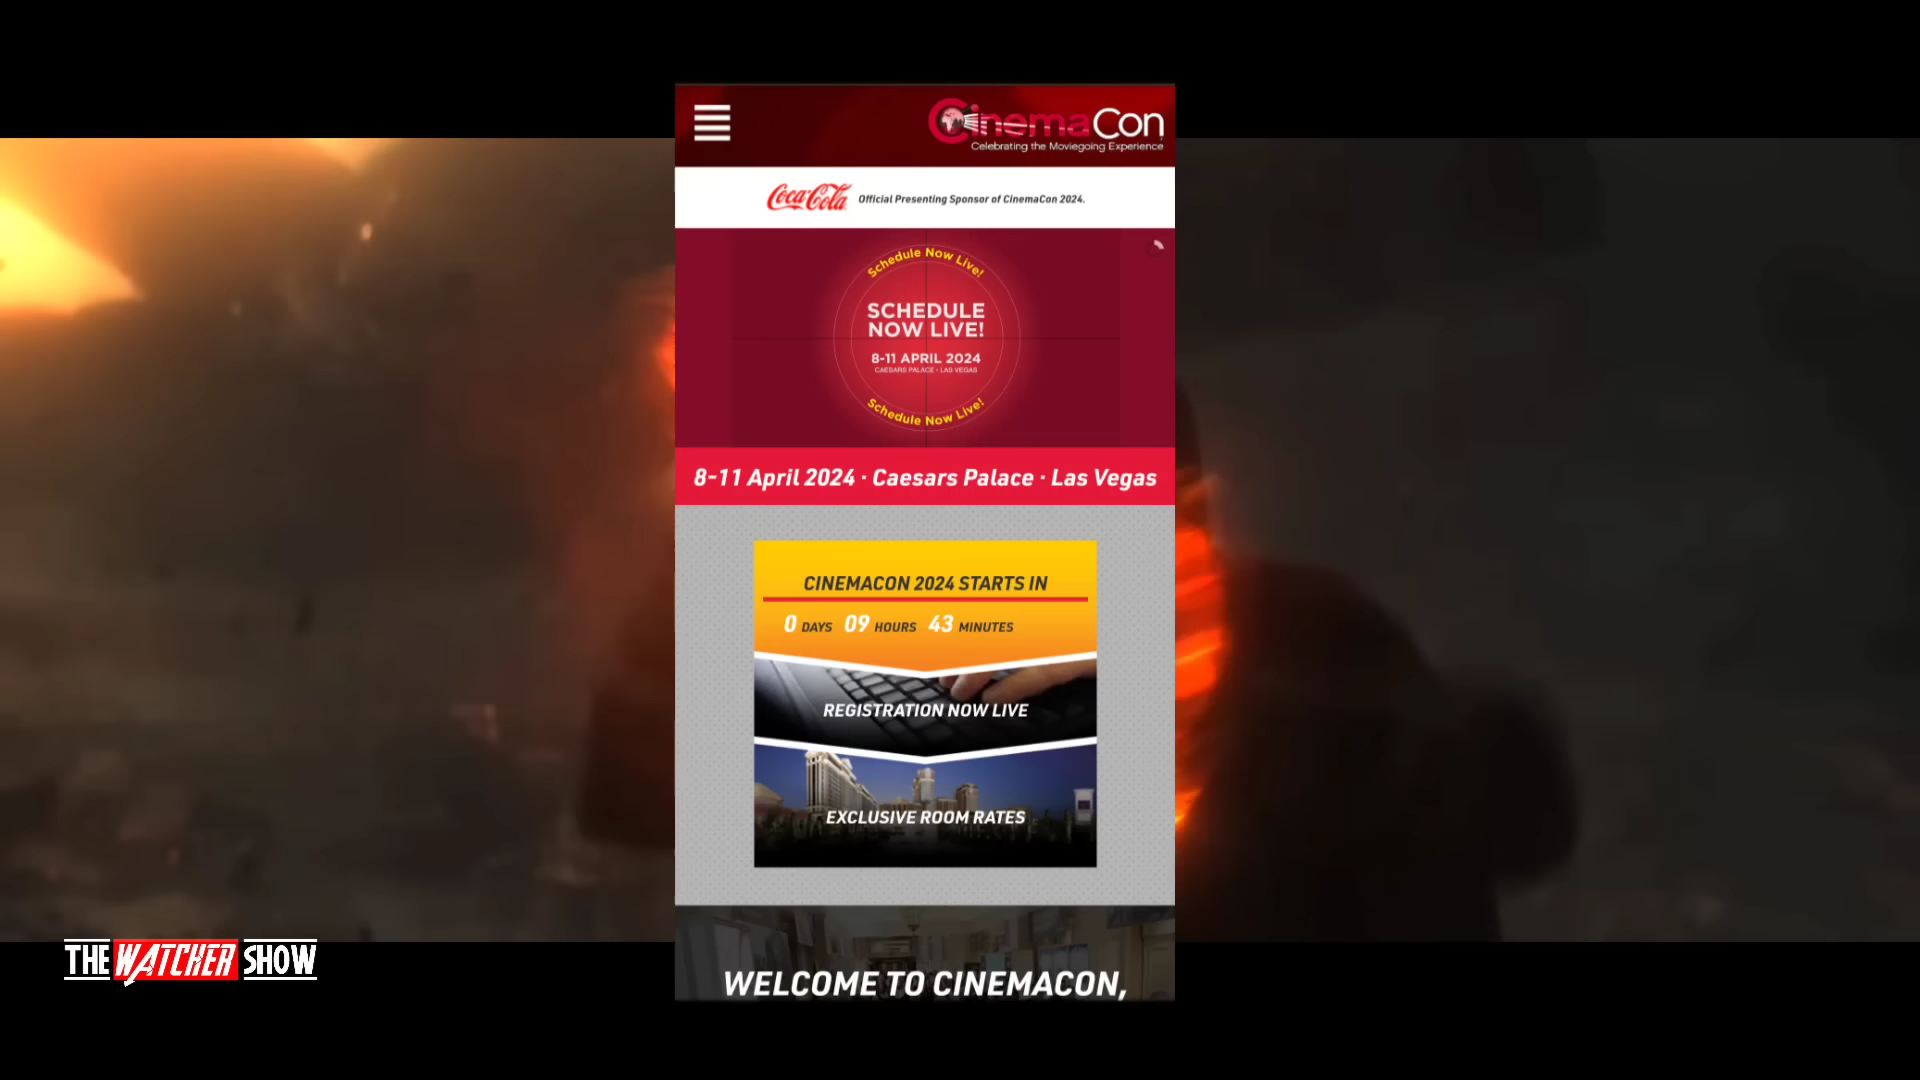 CinemaCon
Celebrating the Moviegoing Experience
Coca-Cola Official Presenting Sponsor of CinemaCon 2024.
Schedule Now Live!
SCHEDULE
NOW LIVE!
8-11 APRIL 2024
CAESARS PALACE • LAS VEGAS
Schedule Now Live!
8-11 April 2024 · Caesars Palace · Las Vegas
CINEMACON 2024 STARTS IN
0 DAYS 09 HOURS 43 MINUTES
REGISTRATION NOW LIVE
EXCLUSIVE ROOM RATES
THE WATCHER SHOW
WELCOME TO CINEMACON,